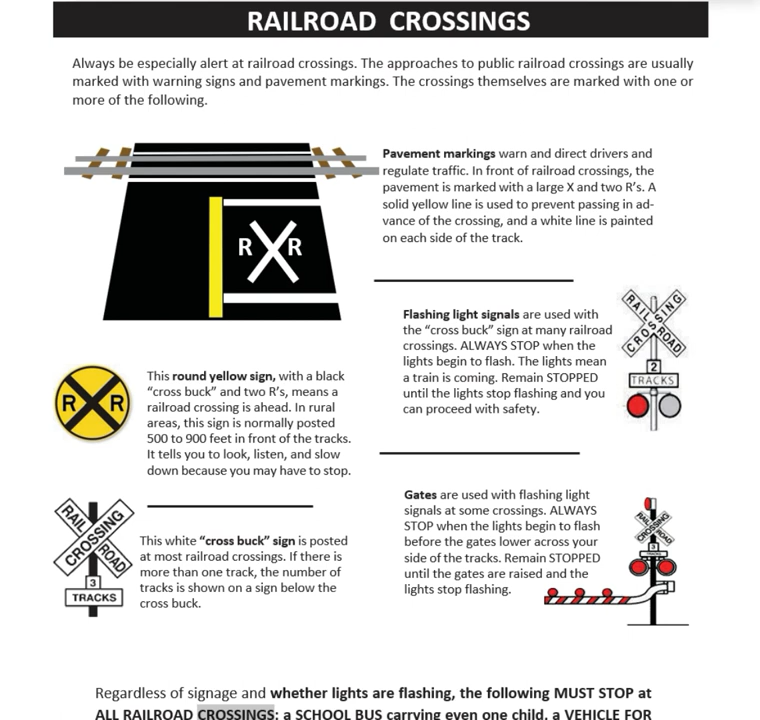 RAILROAD CROSSINGS
Always be especially alert at railroad crossings. The approaches to public railroad crossings are usually
marked with warning signs and pavement markings. The crossings themselves are marked with one or
more of the following.
Pavement markings warn and direct drivers and
regulate traffic. In front of railroad crossings, the
pavement is marked with a large X and two R's. A
solid yellow line is used to prevent passing in ad-
vance of the crossing, and a white line is painted
on each side of the track.
R R
Flashing light signals are used with
the “cross buck” sign at many railroad
crossings. ALWAYS STOP when the
lights begin to flash. The lights mean
a train is coming. Remain STOPPED
until the lights stop flashing and you
can proceed with safety.
RAILROAD
CROSSING
2
TRACKS
This round yellow sign, with a black
“cross buck” and two R's, means a
railroad crossing is ahead. In rural
areas, this sign is normally posted
500 to 900 feet in front of the tracks.
It tells you to look, listen, and slow
down because you may have to stop.
R R
This white “cross buck” sign is posted
at most railroad crossings. If there is
more than one track, the number of
tracks is shown on a sign below the
cross buck.
RAIL ROAD
CROSSING
3
TRACKS
Gates are used with flashing light
signals at some crossings. ALWAYS
STOP when the lights begin to flash
before the gates lower across your
side of the tracks. Remain STOPPED
until the gates are raised and the
lights stop flashing.
RAIL ROAD
CROSSING
3
TRACKS
Regardless of signage and whether lights are flashing, the following MUST STOP at
ALL RAILROAD CROSSINGS: a SCHOOL BUS carrying even one child, a VEHICLE FOR